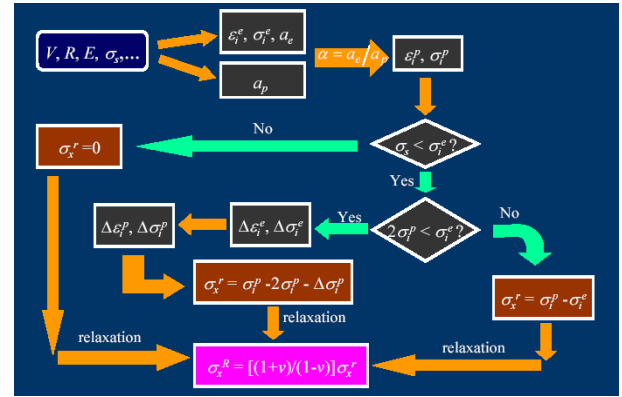 V, R, E, σₛ,...
εᵢᵉ, σᵢᵉ, aₑ
aₚ
α = aₑ/aₚ
εᵢᵖ, σᵢᵖ
σₛ < σᵢᵉ?
No
σₓʳ=0
Yes
2σᵢᵖ < σᵢᵉ?
Yes
No
Δεᵢᵉ, Δσᵢᵉ
Δεᵢᵖ, Δσᵢᵖ
σₓʳ = σᵢᵖ -2σᵢᵖ - Δσᵢᵖ
σₓʳ = σᵢᵖ -σᵢᵉ
relaxation
relaxation
relaxation
σₓᴿ = [(1+ν)/(1-ν)]σₓʳ